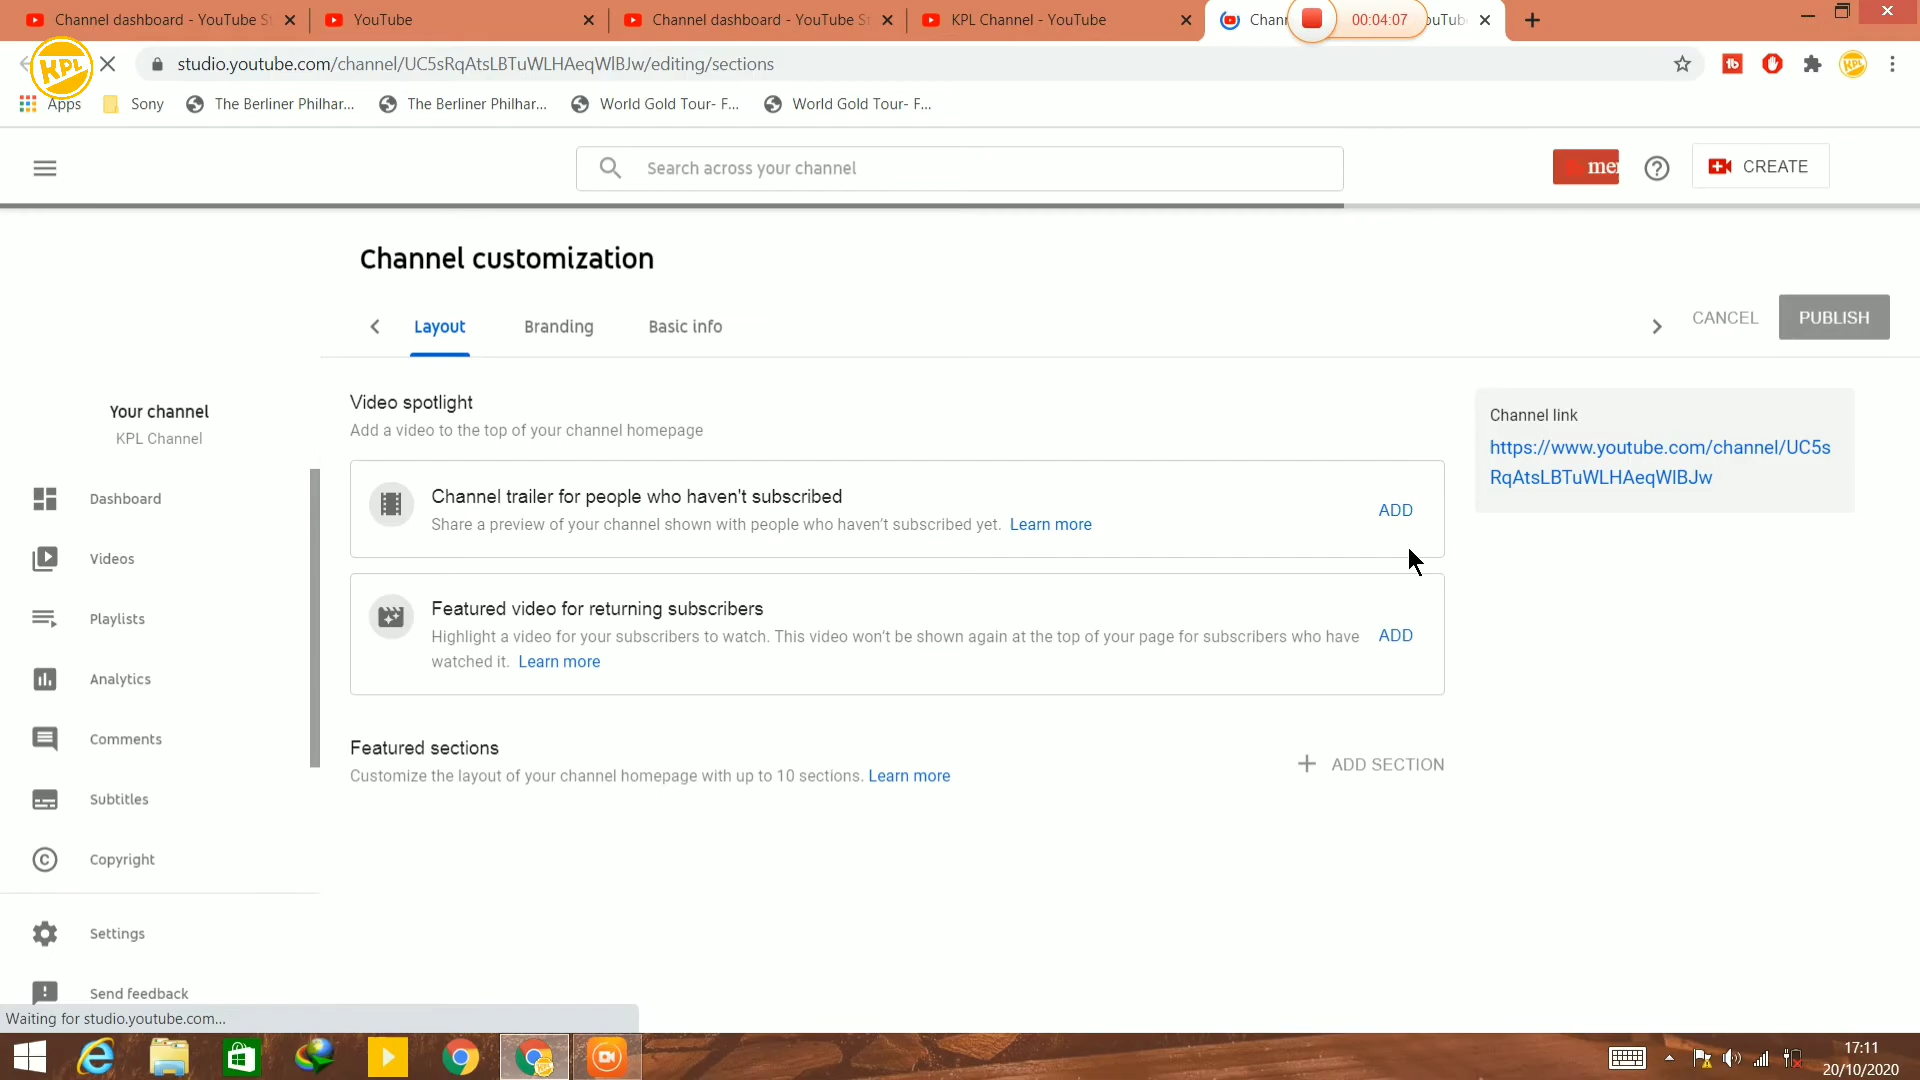 Channel dashboard - YouTube St
YouTube
Channel dashboard - YouTube St
KPL Channel - YouTube
Chann
00:04:07
ouTub
KPL
studio.youtube.com/channel/UC5sRqAtsLBTuWLHAeqWlBJw/editing/sections
Apps
Sony
The Berliner Philhar...
The Berliner Philhar...
World Gold Tour- F...
World Gold Tour- F...
Search across your channel
CREATE
Channel customization
Layout
Branding
Basic info
CANCEL
PUBLISH
Your channel
KPL Channel
Dashboard
Videos
Playlists
Analytics
Comments
Subtitles
Copyright
Settings
Send feedback
Video spotlight
Add a video to the top of your channel homepage
Channel trailer for people who haven't subscribed
Share a preview of your channel shown with people who haven't subscribed yet. Learn more
ADD
Featured video for returning subscribers
Highlight a video for your subscribers to watch. This video won't be shown again at the top of your page for subscribers who have
watched it. Learn more
ADD
Featured sections
Customize the layout of your channel homepage with up to 10 sections. Learn more
ADD SECTION
Channel link
https://www.youtube.com/channel/UC5s
RqAtsLBTuWLHAeqWlBJw
Waiting for studio.youtube.com...
17:11
20/10/2020